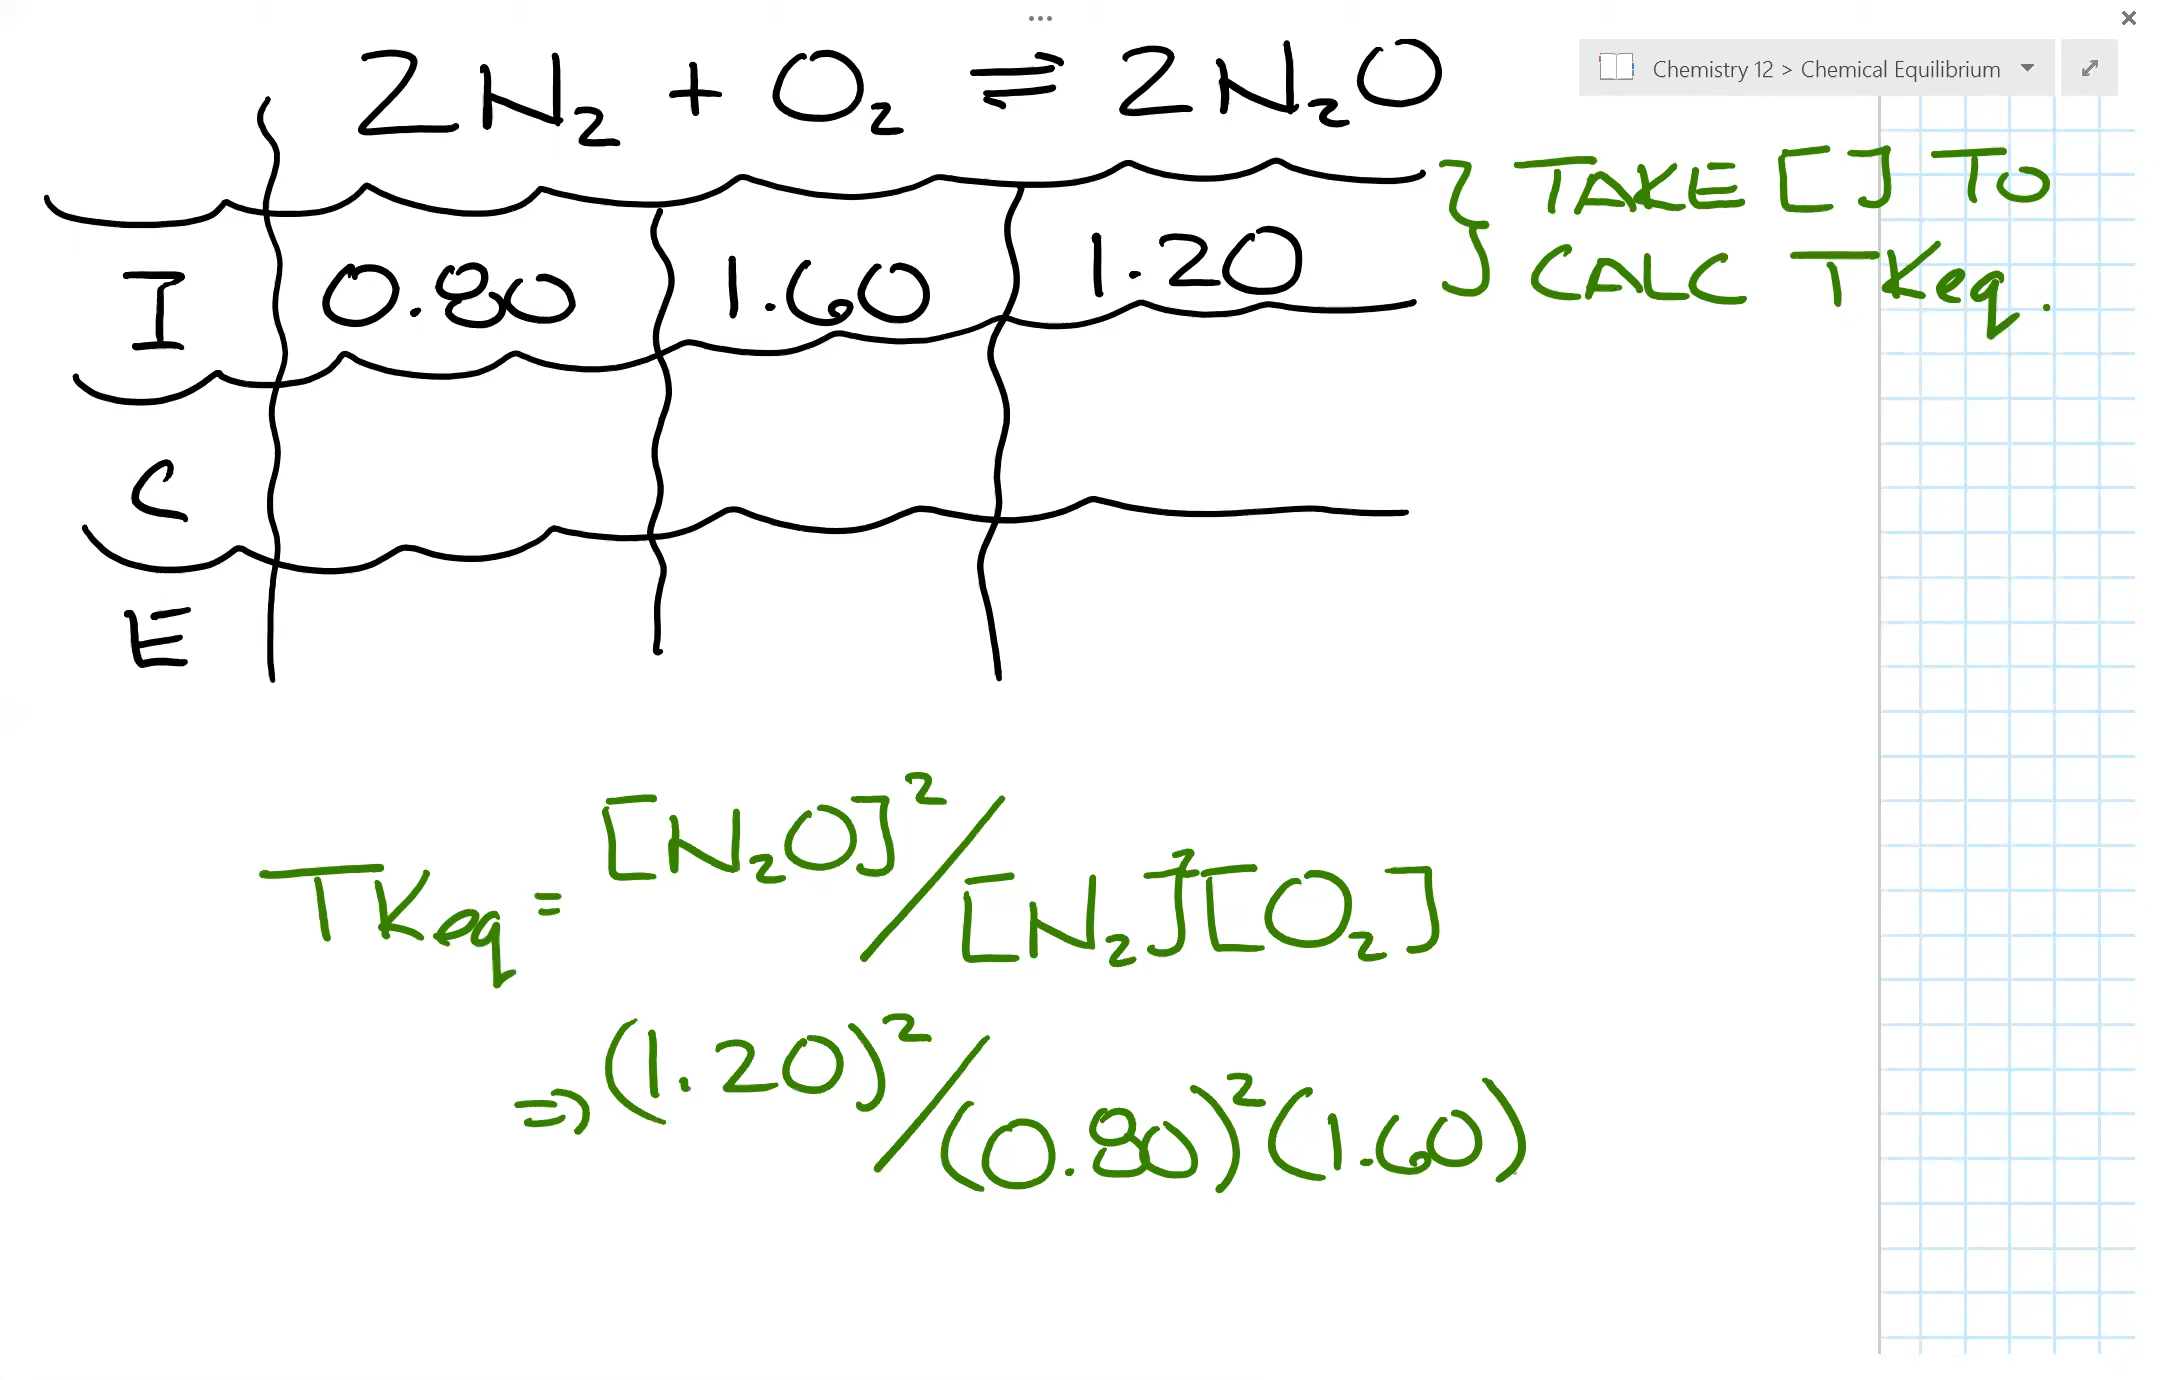 Chemistry 12 > Chemical Equilibrium
2N₂ + O₂ ⇌ 2N₂O
I 0.80 1.60 1.20
} TAKE [ ] TO
CALC TKeq.
C
E
TKeq = [N₂O]² / [N₂]²[O₂]
⇒ (1.20)² / (0.80)²(1.60)